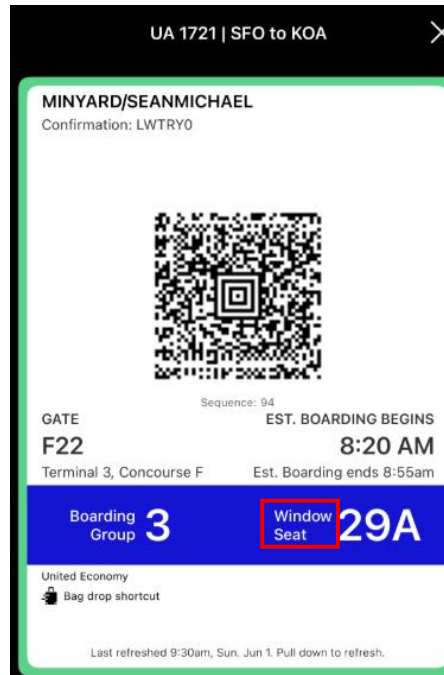 UA 1721 | SFO to KOA
MINYARD/SEANMICHAEL
Confirmation: LWTRY0
Sequence: 94
GATE
EST. BOARDING BEGINS
F22
8:20 AM
Terminal 3, Concourse F
Est. Boarding ends 8:55am
Boarding
Group
3
Window
Seat
29A
United Economy
Bag drop shortcut
Last refreshed 9:30am, Sun. Jun 1. Pull down to refresh.